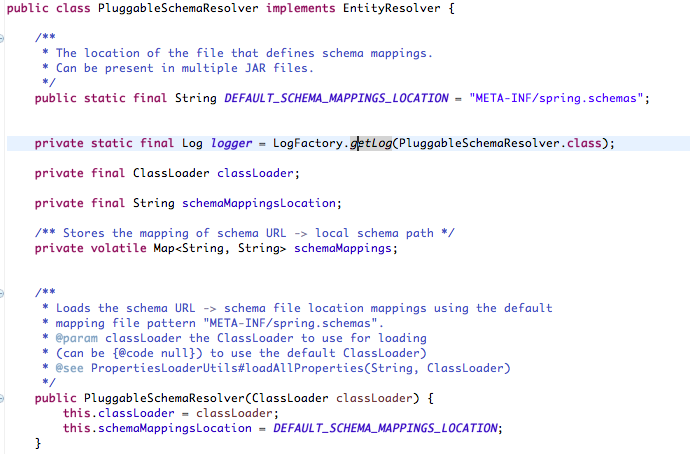 public class PluggableSchemaResolver implements EntityResolver {
/**
* The location of the file that defines schema mappings.
* Can be present in multiple JAR files.
*/
public static final String DEFAULT_SCHEMA_MAPPINGS_LOCATION = "META-INF/spring.schemas";
private static final Log logger = LogFactory.getLog(PluggableSchemaResolver.class);
private final ClassLoader classLoader;
private final String schemaMappingsLocation;
/** Stores the mapping of schema URL -> local schema path */
private volatile Map<String, String> schemaMappings;
/**
* Loads the schema URL -> schema file location mappings using the default
* mapping file pattern "META-INF/spring.schemas".
* @param classLoader the ClassLoader to use for loading
* (can be {@code null}) to use the default ClassLoader)
* @see PropertiesLoaderUtils#loadAllProperties(String, ClassLoader)
*/
public PluggableSchemaResolver(ClassLoader classLoader) {
this.classLoader = classLoader;
this.schemaMappingsLocation = DEFAULT_SCHEMA_MAPPINGS_LOCATION;
}